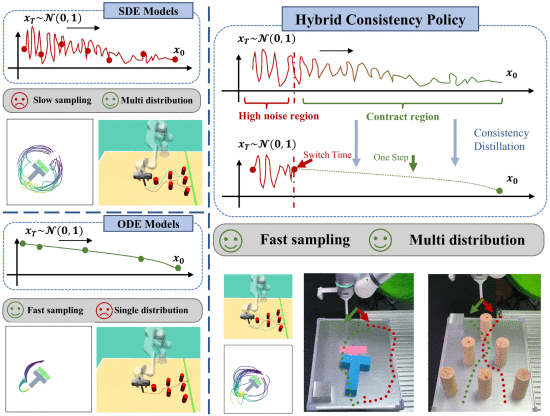 SDE Models
x_T~𝒩(0, 1)
x_0
Slow sampling
Multi distribution
ODE Models
x_T~𝒩(0, 1)
x_0
Fast sampling
Single distribution
Hybrid Consistency Policy
x_T~𝒩(0, 1)
x_0
High noise region
Contract region
x_T~𝒩(0, 1)
Switch Time
One Step
Consistency
Distillation
x_0
Fast sampling
Multi distribution